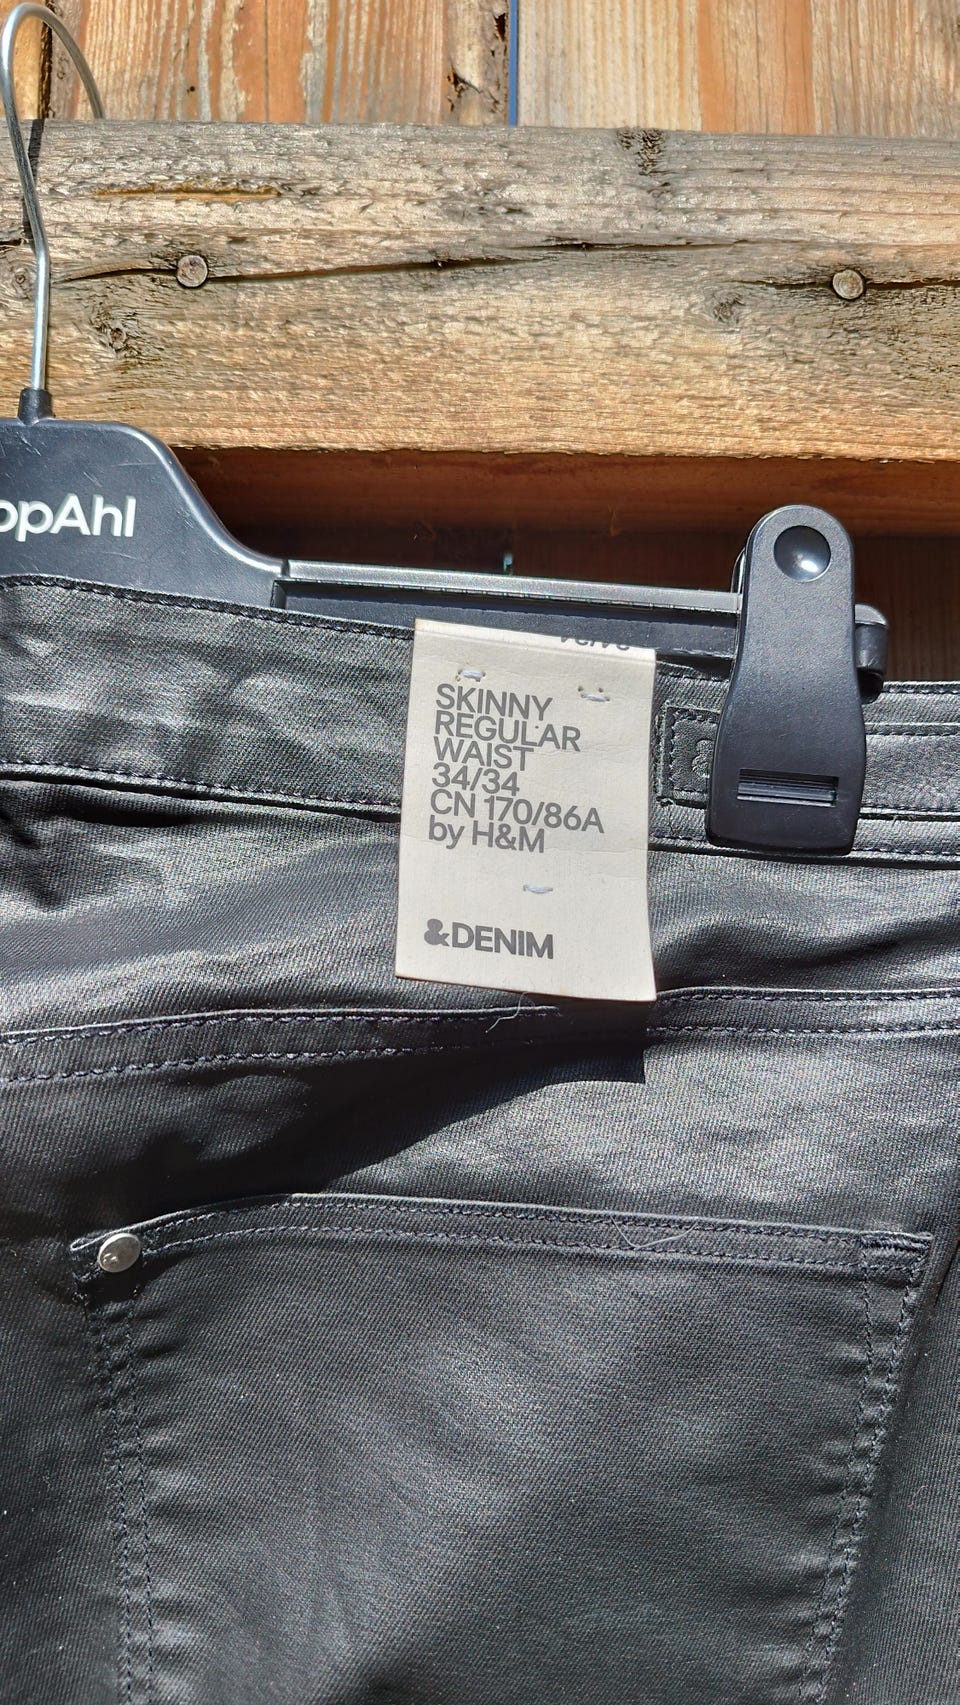 opAhl
SKINNY
REGULAR
WAIST
34/34
CN 170/86A
by H&M
&DENIM